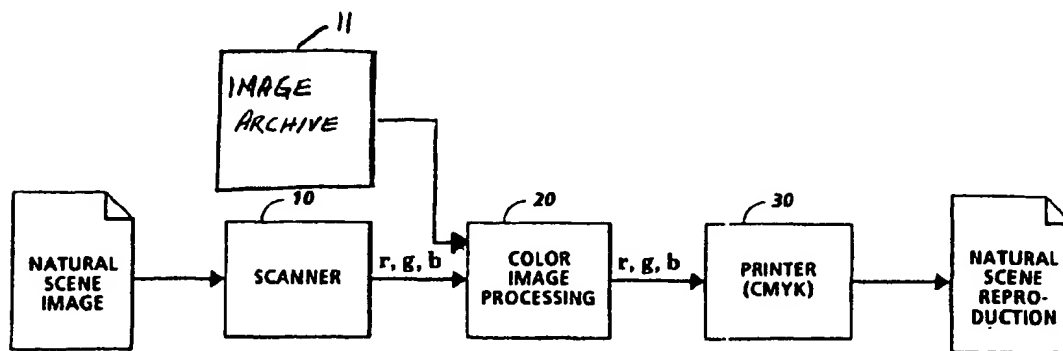 11
IMAGE
ARCHIVE
10
20
30
NATURAL
SCENE
IMAGE
SCANNER
r, g, b
COLOR
IMAGE
PROCESSING
r, g, b
PRINTER
(CMYK)
NATURAL
SCENE
REPRO-
DUCTION